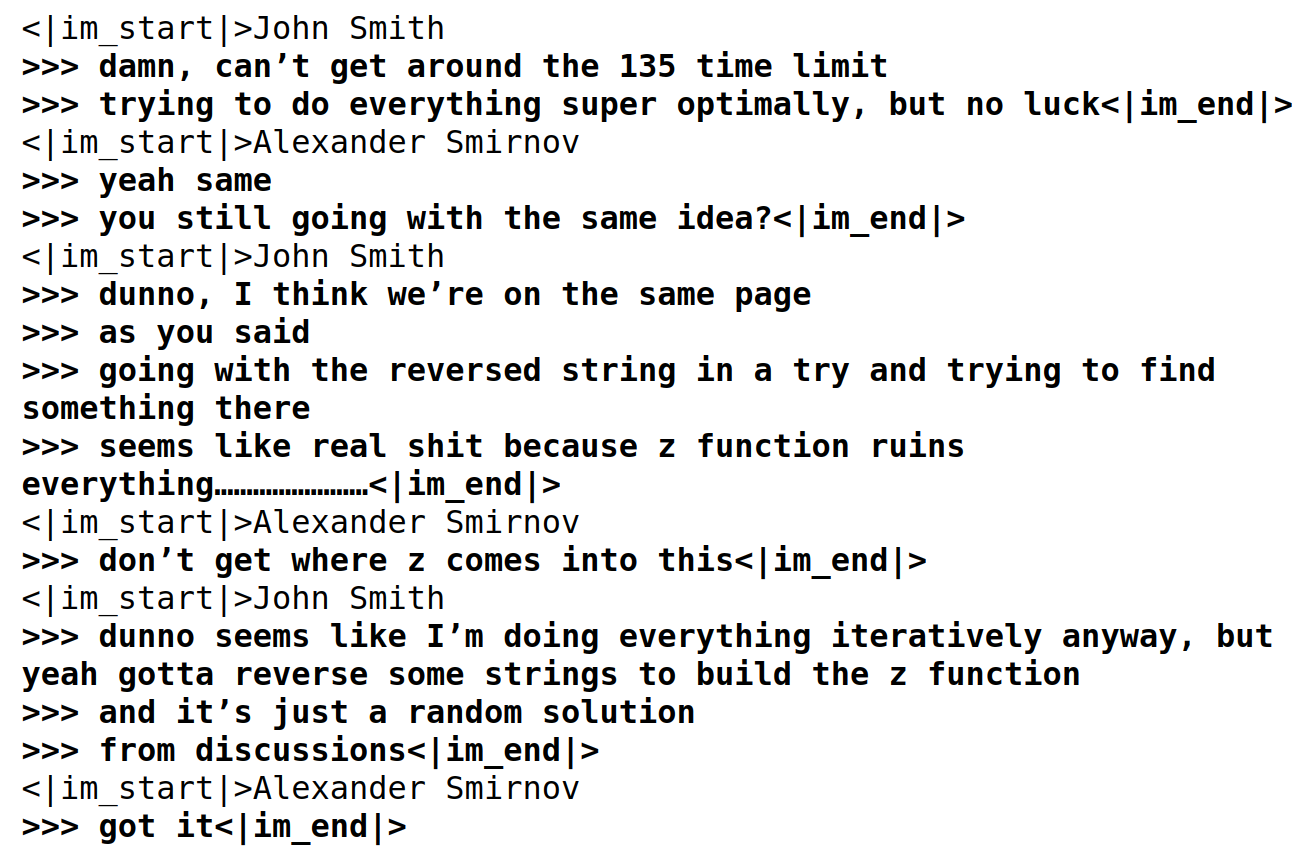 <|im_start|>John Smith
>>> damn, can’t get around the 135 time limit
>>> trying to do everything super optimally, but no luck<|im_end|>
<|im_start|>Alexander Smirnov
>>> yeah same
>>> you still going with the same idea?<|im_end|>
<|im_start|>John Smith
>>> dunno, I think we’re on the same page
>>> as you said
>>> going with the reversed string in a try and trying to find
something there
>>> seems like real shit because z function ruins
everything……………………<|im_end|>
<|im_start|>Alexander Smirnov
>>> don’t get where z comes into this<|im_end|>
<|im_start|>John Smith
>>> dunno seems like I’m doing everything iteratively anyway, but
yeah gotta reverse some strings to build the z function
>>> and it’s just a random solution
>>> from discussions<|im_end|>
<|im_start|>Alexander Smirnov
>>> got it<|im_end|>